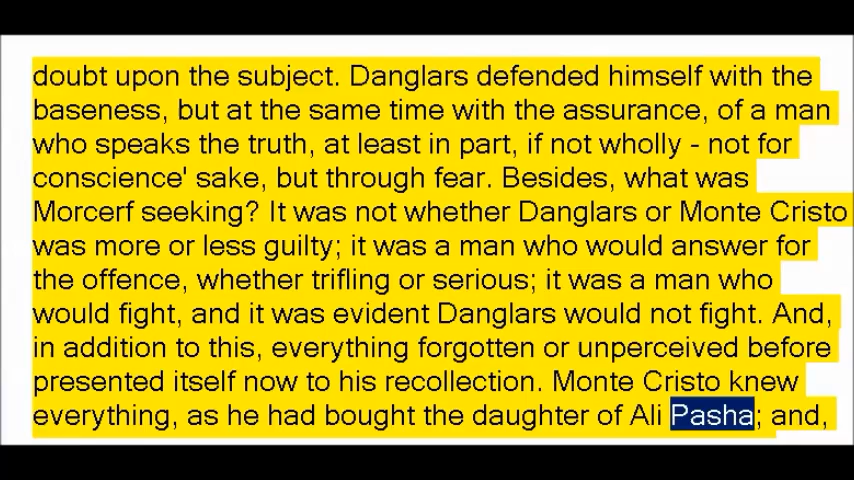 doubt upon the subject. Danglars defended himself with the
baseness, but at the same time with the assurance, of a man
who speaks the truth, at least in part, if not wholly - not for
conscience' sake, but through fear. Besides, what was
Morcerf seeking? It was not whether Danglars or Monte Cristo
was more or less guilty; it was a man who would answer for
the offence, whether trifling or serious; it was a man who
would fight, and it was evident Danglars would not fight. And,
in addition to this, everything forgotten or unperceived before
presented itself now to his recollection. Monte Cristo knew
everything, as he had bought the daughter of Ali Pasha; and,